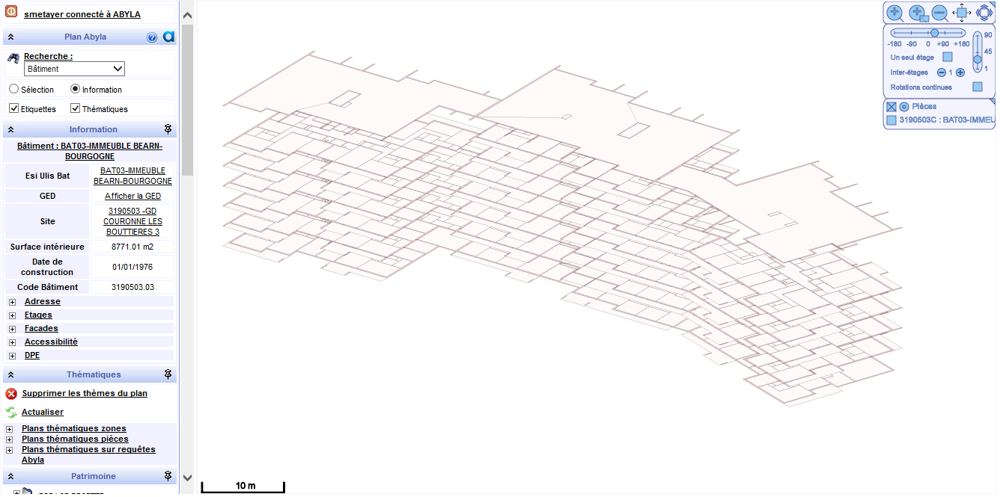 smetayer connecté à ABYLA
Plan Abyla
Recherche :
Bâtiment
Sélection
Information
Etiquettes
Thématiques
Information
Bâtiment : BAT03-IMMEUBLE BEARN-
BOURGOGNE
Esi Ulis Bat
BAT03-IMMEUBLE
BEARN-BOURGOGNE
GED
Afficher la GED
Site
3190503 -GD
COURONNE LES
BOUTTIERES 3
Surface intérieure
8771.01 m2
Date de
construction
01/01/1976
Code Bâtiment
3190503.03
Adresse
Etages
Facades
Accessibilité
DPE
Thématiques
Supprimer les thèmes du plan
Actualiser
Plans thématiques zones
Plans thématiques pièces
Plans thématiques sur requêtes
Abyla
Patrimoine
10 m
-180 -90 0 +90 +180
90
45
1
Un seul étage
Inter-étages 1
Rotations continues
Pièces
3190503C : BAT03-IMMEU